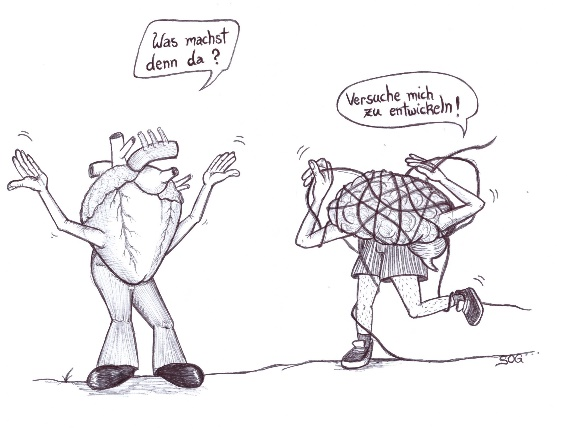 Was machst
denn da?
Versuche mich
zu entwickeln!
SOG